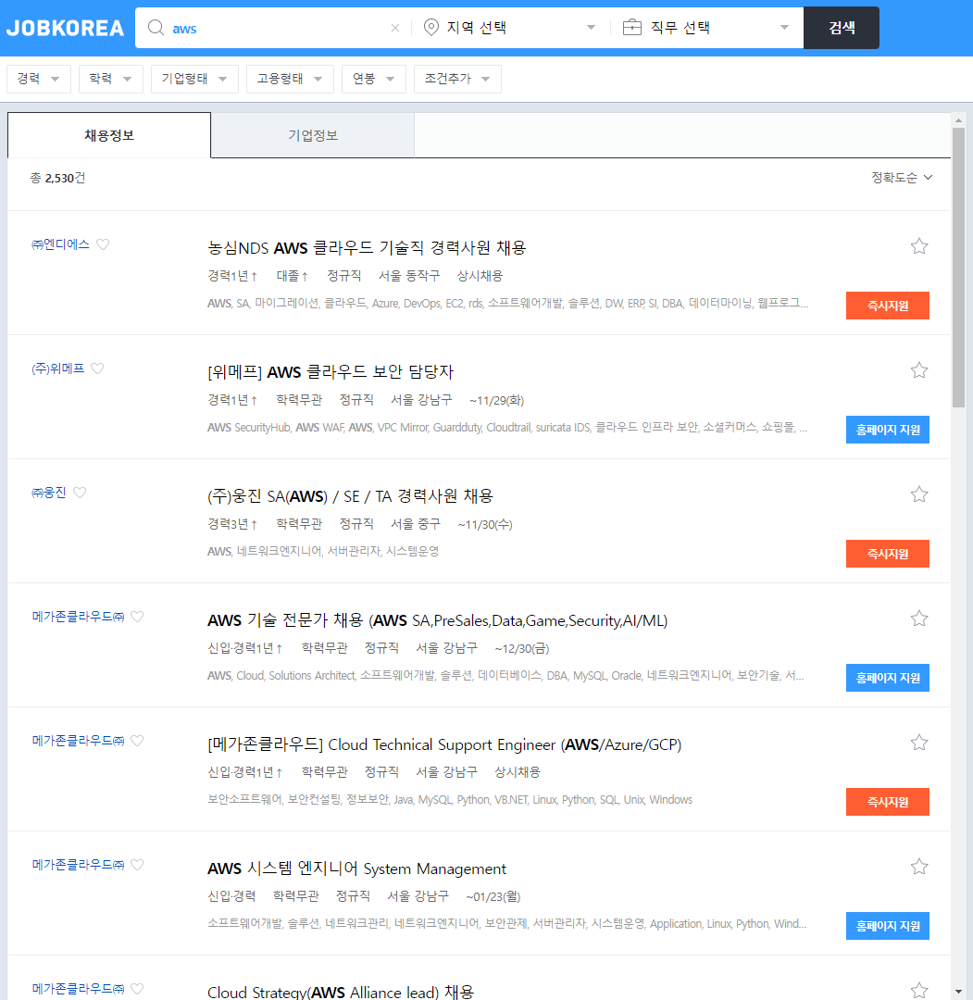 JOBKOREA aws 지역 선택 직무 선택 검색
경력 학력 기업형태 고용형태 연봉 조건추가
채용정보 기업정보
총 2,530건 정확도순
㈜엔디에스
농심NDS AWS 클라우드 기술직 경력사원 채용
경력1년↑ 대졸↑ 정규직 서울 동작구 상시채용
AWS, SA, 마이그레이션, 클라우드, Azure, DevOps, EC2, rds, 소프트웨어개발, 솔루션, DW, ERP, SI, DBA, 데이터마이닝, 웹프로그...
즉시지원
(주)위메프
[위메프] AWS 클라우드 보안 담당자
경력1년↑ 학력무관 정규직 서울 강남구 ~11/29(화)
AWS SecurityHub, AWS WAF, AWS, VPC Mirror, Guardduty, Cloudtrail, suricata IDS, 클라우드 인프라 보안, 소셜커머스, 쇼핑몰, ...
홈페이지 지원
㈜웅진
(주)웅진 SA(AWS) / SE / TA 경력사원 채용
경력3년↑ 학력무관 정규직 서울 중구 ~11/30(수)
AWS, 네트워크엔지니어, 서버관리자, 시스템운영
즉시지원
메가존클라우드㈜
AWS 기술 전문가 채용 (AWS SA,PreSales,Data,Game,Security,AI/ML)
신입·경력1년↑ 학력무관 정규직 서울 강남구 ~12/30(금)
AWS, Cloud, Solutions Architect, 소프트웨어개발, 솔루션, 데이터베이스, DBA, MySQL, Oracle, 네트워크엔지니어, 보안기술, 서...
홈페이지 지원
메가존클라우드㈜
[메가존클라우드] Cloud Technical Support Engineer (AWS/Azure/GCP)
신입·경력1년↑ 학력무관 정규직 서울 강남구 상시채용
보안소프트웨어, 보안컨설팅, 정보보안, Java, MySQL, Python, VB.NET, Linux, Python, SQL, Unix, Windows
즉시지원
메가존클라우드㈜
AWS 시스템 엔지니어 System Management
신입·경력 학력무관 정규직 서울 강남구 ~01/23(월)
소프트웨어개발, 솔루션, 네트워크관리, 네트워크엔지니어, 보안관제, 서버관리자, 시스템운영, Application, Linux, Python, Wind...
홈페이지 지원
메가존클라우드㈜
Cloud Strategy(AWS Alliance lead) 채용